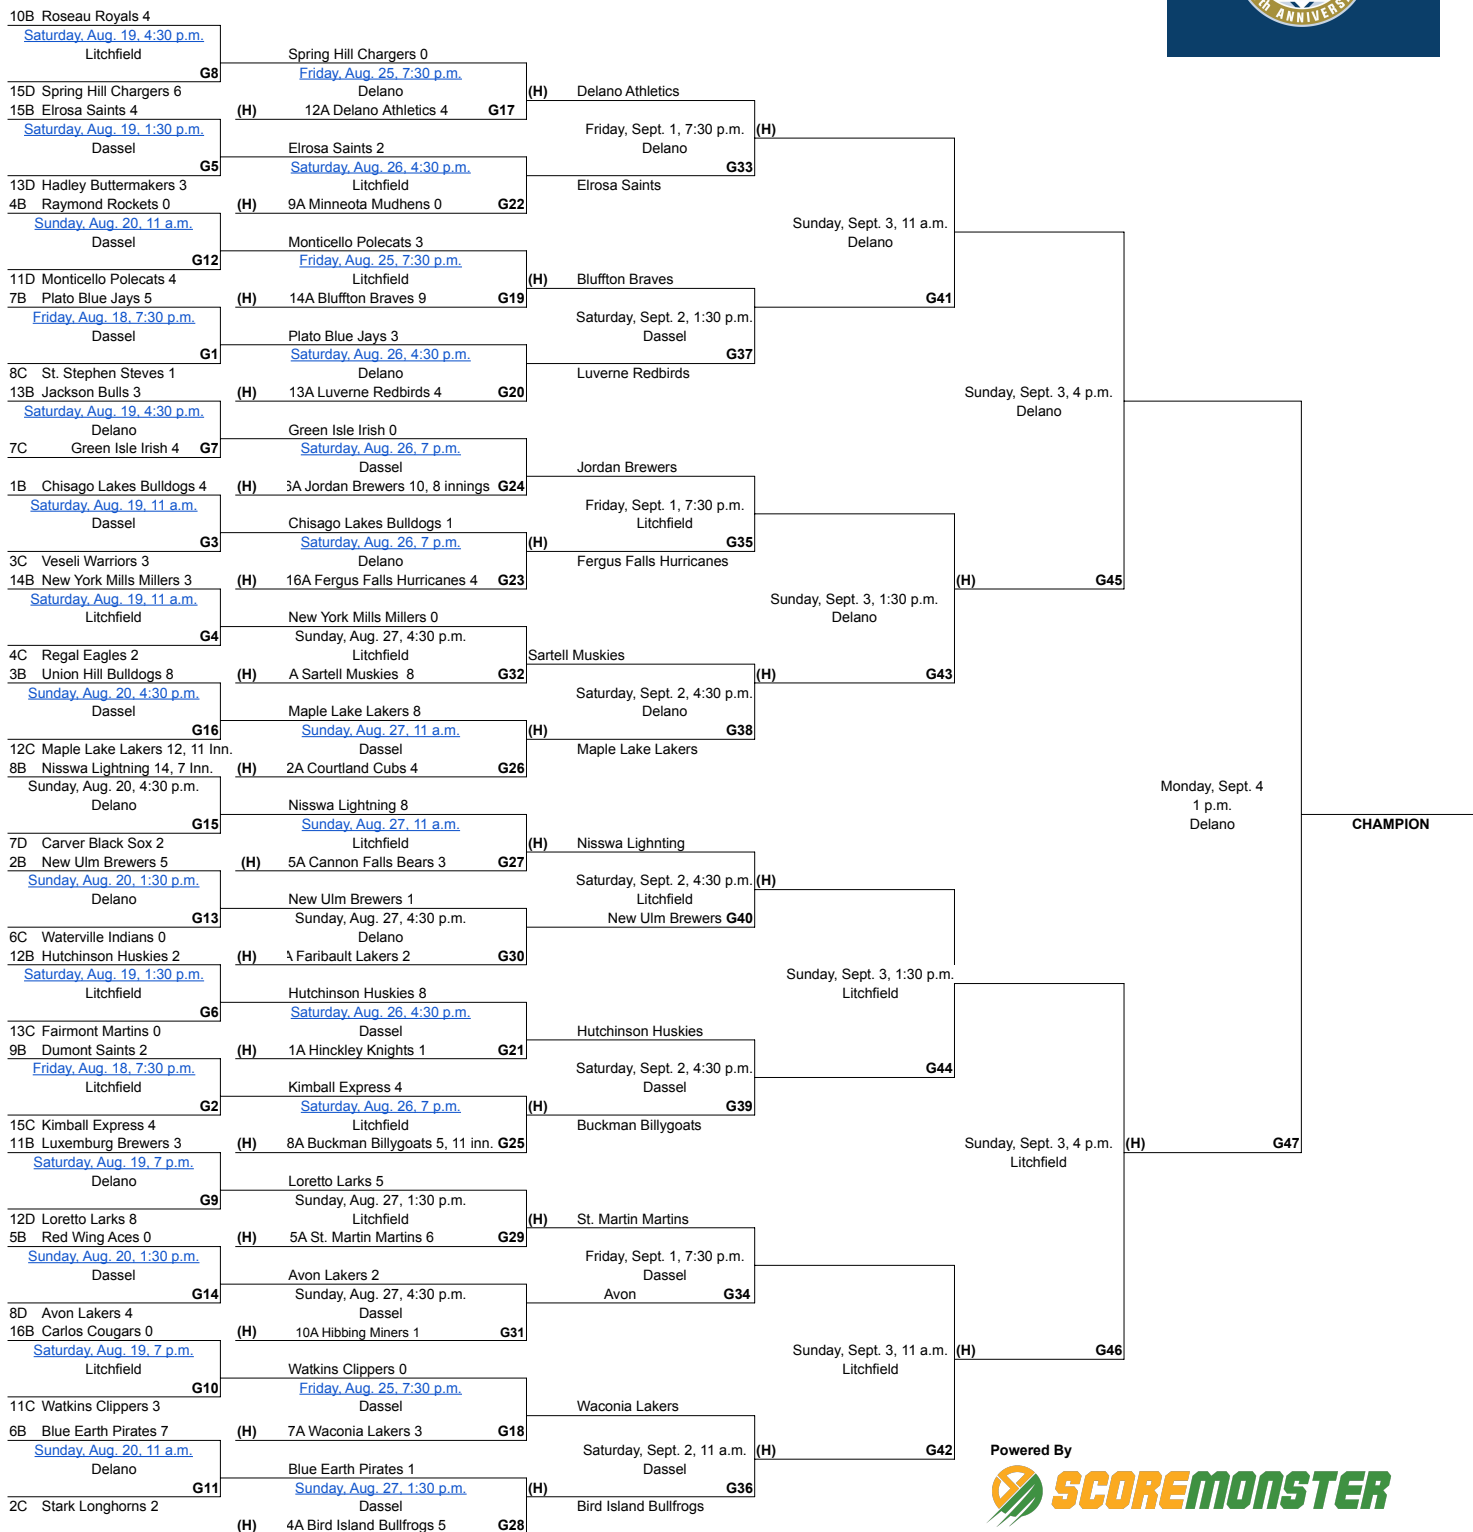 th ANNIVERS
10B Roseau Royals 4
Saturday, Aug. 19, 4:30 p.m.
Litchfield
G8
15D Spring Hill Chargers 6
15B Elrosa Saints 4
Saturday, Aug. 19, 1:30 p.m.
Dassel
G5
13D Hadley Buttermakers 3
4B Raymond Rockets 0
Sunday, Aug. 20, 11 a.m.
Dassel
G12
11D Monticello Polecats 4
7B Plato Blue Jays 5
Friday, Aug. 18, 7:30 p.m.
Dassel
G1
8C St. Stephen Steves 1
13B Jackson Bulls 3
Saturday, Aug. 19, 4:30 p.m.
Delano
7C Green Isle Irish 4 G7
1B Chisago Lakes Bulldogs 4
Saturday, Aug. 19, 11 a.m.
Dassel
G3
3C Veseli Warriors 3
14B New York Mills Millers 3
Saturday, Aug. 19, 11 a.m.
Litchfield
G4
4C Regal Eagles 2
3B Union Hill Bulldogs 8
Sunday, Aug. 20, 4:30 p.m.
Dassel
G16
12C Maple Lake Lakers 12, 11 Inn.
8B Nisswa Lightning 14, 7 Inn.
Sunday, Aug. 20, 4:30 p.m.
Delano
G15
7D Carver Black Sox 2
2B New Ulm Brewers 5
Sunday, Aug. 20, 1:30 p.m.
Delano
G13
6C Waterville Indians 0
12B Hutchinson Huskies 2
Saturday, Aug. 19, 1:30 p.m.
Litchfield
G6
13C Fairmont Martins 0
9B Dumont Saints 2
Friday, Aug. 18, 7:30 p.m.
Litchfield
G2
15C Kimball Express 4
11B Luxemburg Brewers 3
Saturday, Aug. 19, 7 p.m.
Delano
G9
12D Loretto Larks 8
5B Red Wing Aces 0
Sunday, Aug. 20, 1:30 p.m.
Dassel
G14
8D Avon Lakers 4
16B Carlos Cougars 0
Saturday, Aug. 19, 7 p.m.
Litchfield
G10
11C Watkins Clippers 3
6B Blue Earth Pirates 7
Sunday, Aug. 20, 11 a.m.
Delano
G11
2C Stark Longhorns 2
Spring Hill Chargers 0
Friday, Aug. 25, 7:30 p.m.
Delano
(H) 12A Delano Athletics 4 G17
Elrosa Saints 2
Saturday, Aug. 26, 4:30 p.m.
Litchfield
(H) 9A Minneota Mudhens 0 G22
Monticello Polecats 3
Friday, Aug. 25, 7:30 p.m.
Litchfield
(H) 14A Bluffton Braves 9 G19
Plato Blue Jays 3
Saturday, Aug. 26, 4:30 p.m.
Delano
(H) 13A Luverne Redbirds 4 G20
Green Isle Irish 0
Saturday, Aug. 26, 7 p.m.
Dassel
(H) 6A Jordan Brewers 10, 8 innings G24
Chisago Lakes Bulldogs 1
Saturday, Aug. 26, 7 p.m.
Delano
(H) 16A Fergus Falls Hurricanes 4 G23
New York Mills Millers 0
Sunday, Aug. 27, 4:30 p.m.
Litchfield
(H) A Sartell Muskies 8 G32
Maple Lake Lakers 8
Sunday, Aug. 27, 11 a.m.
Dassel
(H) 2A Courtland Cubs 4 G26
Nisswa Lightning 8
Sunday, Aug. 27, 11 a.m.
Litchfield
(H) 5A Cannon Falls Bears 3 G27
New Ulm Brewers 1
Sunday, Aug. 27, 4:30 p.m.
Delano
(H) A Faribault Lakers 2 G30
Hutchinson Huskies 8
Saturday, Aug. 26, 4:30 p.m.
Dassel
(H) 1A Hinckley Knights 1 G21
Kimball Express 4
Saturday, Aug. 26, 7 p.m.
Litchfield
(H) 8A Buckman Billygoats 5, 11 inn. G25
Loretto Larks 5
Sunday, Aug. 27, 1:30 p.m.
Litchfield
(H) 5A St. Martin Martins 6 G29
Avon Lakers 2
Sunday, Aug. 27, 4:30 p.m.
Dassel
(H) 10A Hibbing Miners 1 G31
Watkins Clippers 0
Friday, Aug. 25, 7:30 p.m.
Dassel
(H) 7A Waconia Lakers 3 G18
Blue Earth Pirates 1
Sunday, Aug. 27, 1:30 p.m.
Dassel
(H) 4A Bird Island Bullfrogs 5 G28
(H) Delano Athletics
Friday, Sept. 1, 7:30 p.m.
Delano
G33
Elrosa Saints
(H) Bluffton Braves
Saturday, Sept. 2, 1:30 p.m.
Dassel
G37
Luverne Redbirds
Jordan Brewers
Friday, Sept. 1, 7:30 p.m.
Litchfield
(H) G35
Fergus Falls Hurricanes
Sartell Muskies
Saturday, Sept. 2, 4:30 p.m.
Delano
(H) G38
Maple Lake Lakers
(H) Nisswa Lighnting
Saturday, Sept. 2, 4:30 p.m.
Litchfield
New Ulm Brewers G40
Hutchinson Huskies
Saturday, Sept. 2, 4:30 p.m.
Dassel
(H) G39
Buckman Billygoats
(H) St. Martin Martins
Friday, Sept. 1, 7:30 p.m.
Dassel
Avon G34
Waconia Lakers
Saturday, Sept. 2, 11 a.m.
Dassel
(H) G36
Bird Island Bullfrogs
(H)
Sunday, Sept. 3, 11 a.m.
Delano
G41
Sunday, Sept. 3, 1:30 p.m.
Delano
(H) G43
(H)
Sunday, Sept. 3, 1:30 p.m.
Litchfield
G44
Sunday, Sept. 3, 11 a.m.
Litchfield
(H) G42
Sunday, Sept. 3, 4 p.m.
Delano
(H) G45
Sunday, Sept. 3, 4 p.m.
Litchfield
(H) G46
Monday, Sept. 4
1 p.m.
Delano
(H) G47
CHAMPION
Powered By
SCOREMONSTER